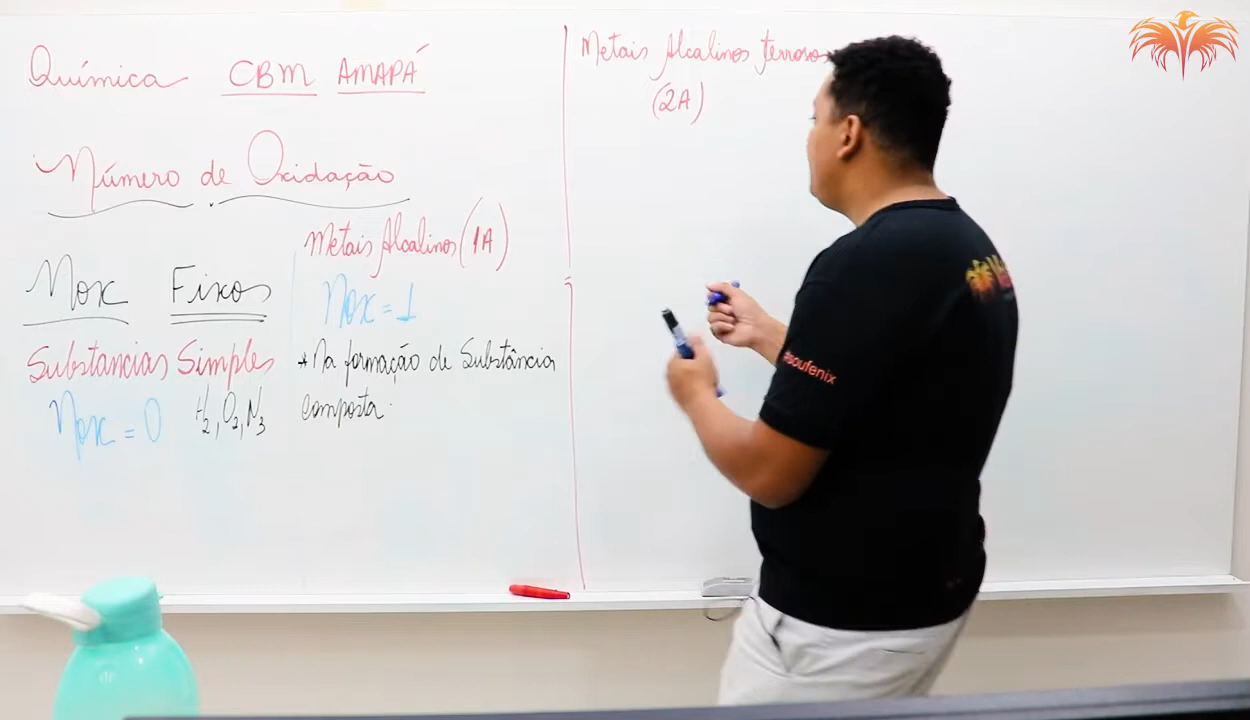 Química CBM AMAPÁ
Número de Oxidação
Nox Fixos
Substancias Simples
Nox = 0 H2, O2, N3
Metais Alcalinos (1A)
Nox = 1
* Na formação de Substância
Composta.
Metais Alcalinos terrosos
(2A)
#soufenix